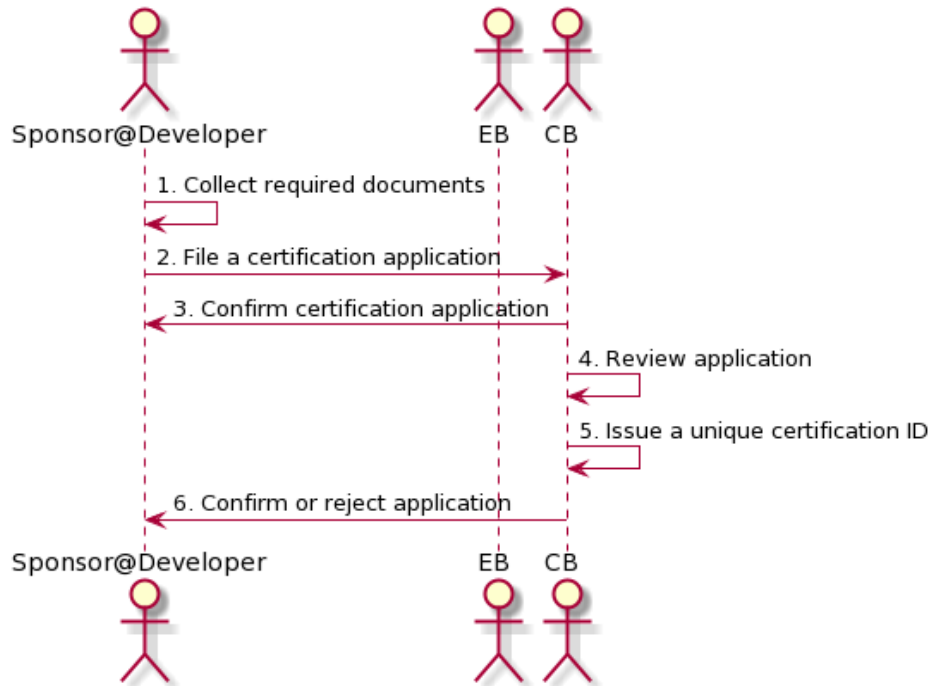 Sponsor@Developer EB CB
1. Collect required documents
2. File a certification application
3. Confirm certification application
4. Review application
5. Issue a unique certification ID
6. Confirm or reject application
Sponsor@Developer EB CB